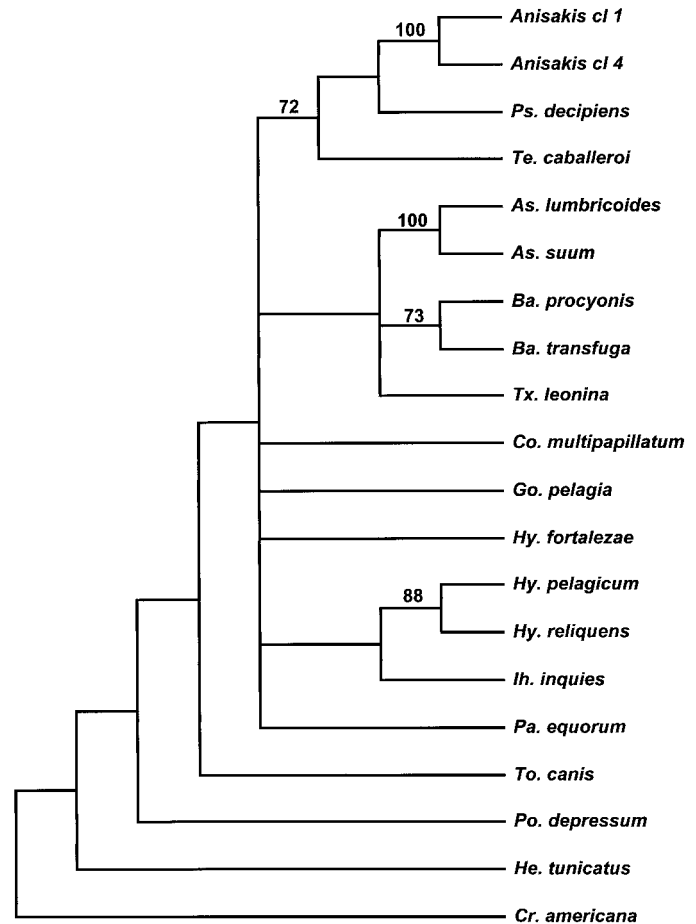 100
Anisakis cl 1
Anisakis cl 4
72
Ps. decipiens
Te. caballeroi
As. lumbricoides
100
As. suum
Ba. procyonis
73
Ba. transfuga
Tx. leonina
Co. multipapillatum
Go. pelagia
Hy. fortalezae
Hy. pelagicum
88
Hy. reliquens
Ih. inquies
Pa. equorum
To. canis
Po. depressum
He. tunicatus
Cr. americana